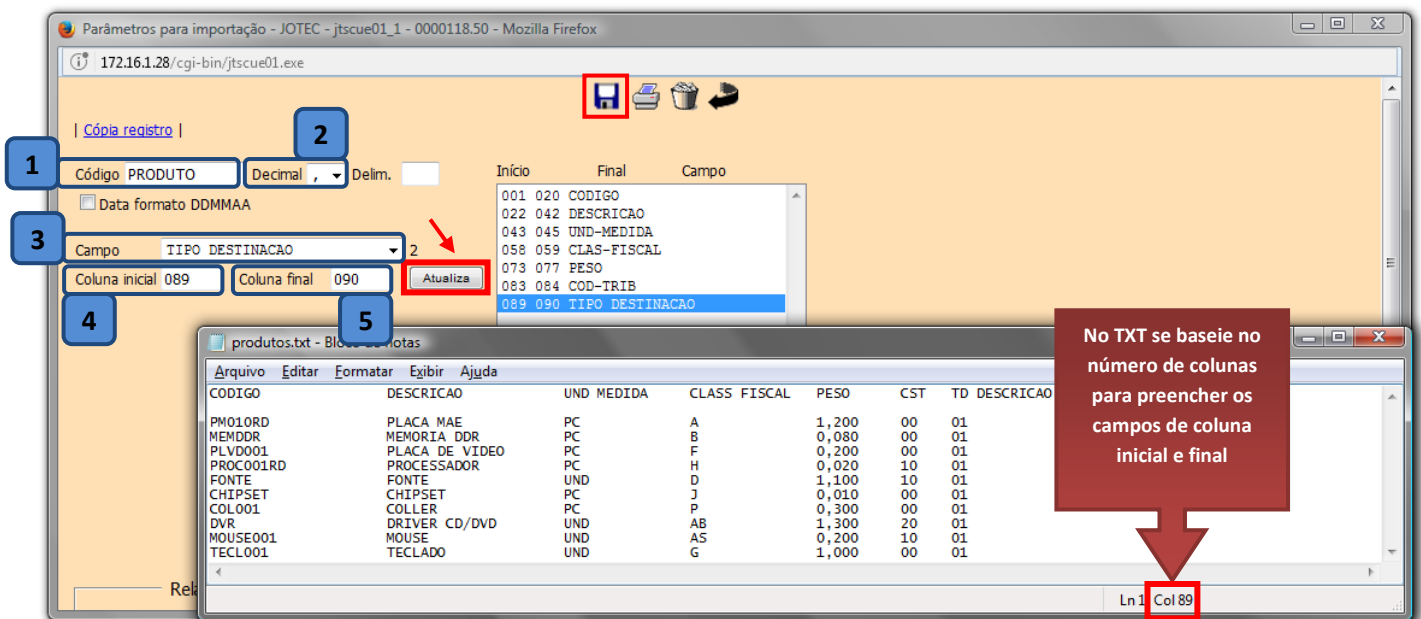 Parâmetros para importação - JOTEC - jtscue01_1 - 0000118.50 - Mozilla Firefox
172.16.1.28/cgi-bin/jtscue01.exe
| Cópia registro |
2
1
Código PRODUTO Decimal , Delim.
Data formato DDMMAA
3
Campo TIPO DESTINACAO 2
Coluna inicial 089 Coluna final 090 Atualiza
4
5
Início Final Campo
001 020 CODIGO
022 042 DESCRICAO
043 045 UND-MEDIDA
058 059 CLAS-FISCAL
073 077 PESO
083 084 COD-TRIB
089 090 TIPO DESTINACAO
No TXT se baseie no
número de colunas
para preencher os
campos de coluna
inicial e final
produtos.txt - Bloco de notas
Arquivo Editar Formatar Exibir Ajuda
CODIGO DESCRICAO UND MEDIDA CLASS FISCAL PESO CST TD DESCRICAO
PM010RD PLACA MAE PC A 1,200 00 01
MEMDDR MEMORIA DDR PC B 0,080 00 01
PLVD001 PLACA DE VIDEO PC F 0,200 00 01
PROC001RD PROCESSADOR PC H 0,020 10 01
FONTE FONTE UND D 1,100 10 01
CHIPSET CHIPSET PC J 0,010 00 01
COL001 COLLER PC P 0,300 00 01
DVR DRIVER CD/DVD UND AB 1,300 20 01
MOUSE001 MOUSE UND AS 0,200 10 01
TECL001 TECLADO UND G 1,000 00 01
Ln 1, Col 89